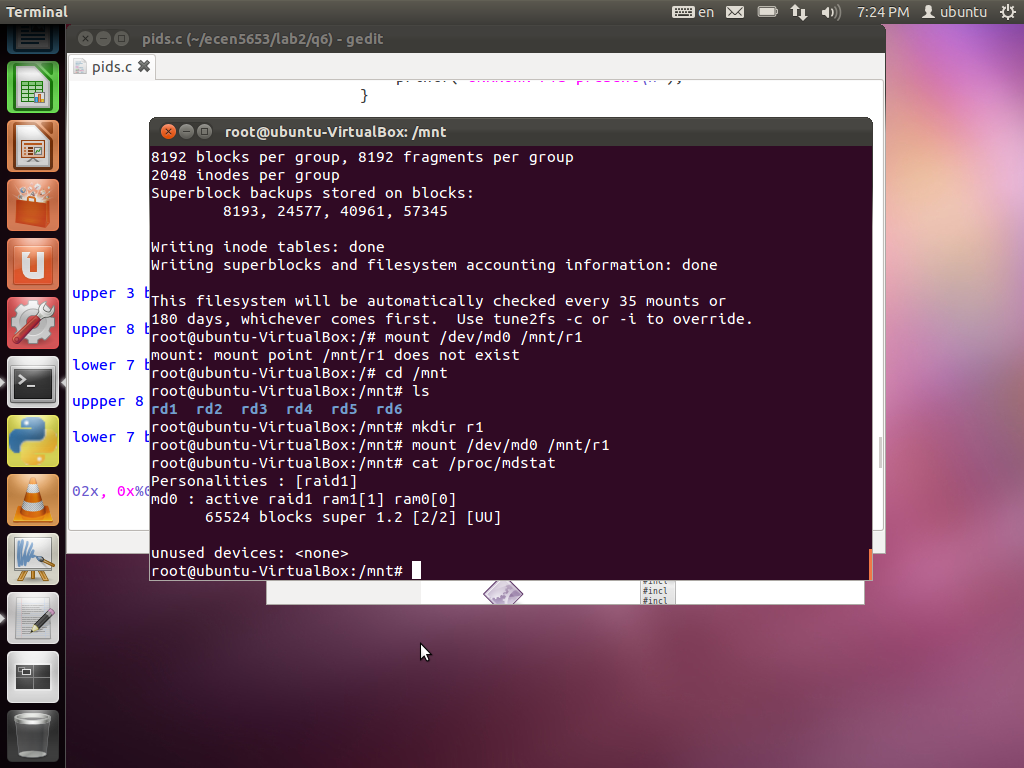 Terminal
en
7:24 PM
ubuntu
pids.c (~/ecen5653/lab2/q6) - gedit
pids.c
}
upper 3 b
upper 8 b
lower 7 b
uppper 8
lower 7 b
02x, 0x%0
root@ubuntu-VirtualBox: /mnt
8192 blocks per group, 8192 fragments per group
2048 inodes per group
Superblock backups stored on blocks:
8193, 24577, 40961, 57345
Writing inode tables: done
Writing superblocks and filesystem accounting information: done
This filesystem will be automatically checked every 35 mounts or
180 days, whichever comes first.  Use tune2fs -c or -i to override.
root@ubuntu-VirtualBox:/# mount /dev/md0 /mnt/r1
mount: mount point /mnt/r1 does not exist
root@ubuntu-VirtualBox:/# cd /mnt
root@ubuntu-VirtualBox:/mnt# ls
rd1  rd2  rd3  rd4  rd5  rd6
root@ubuntu-VirtualBox:/mnt# mkdir r1
root@ubuntu-VirtualBox:/mnt# mount /dev/md0 /mnt/r1
root@ubuntu-VirtualBox:/mnt# cat /proc/mdstat
Personalities : [raid1]
md0 : active raid1 ram1[1] ram0[0]
65524 blocks super 1.2 [2/2] [UU]
unused devices: <none>
root@ubuntu-VirtualBox:/mnt#
#incl
#incl
#incl